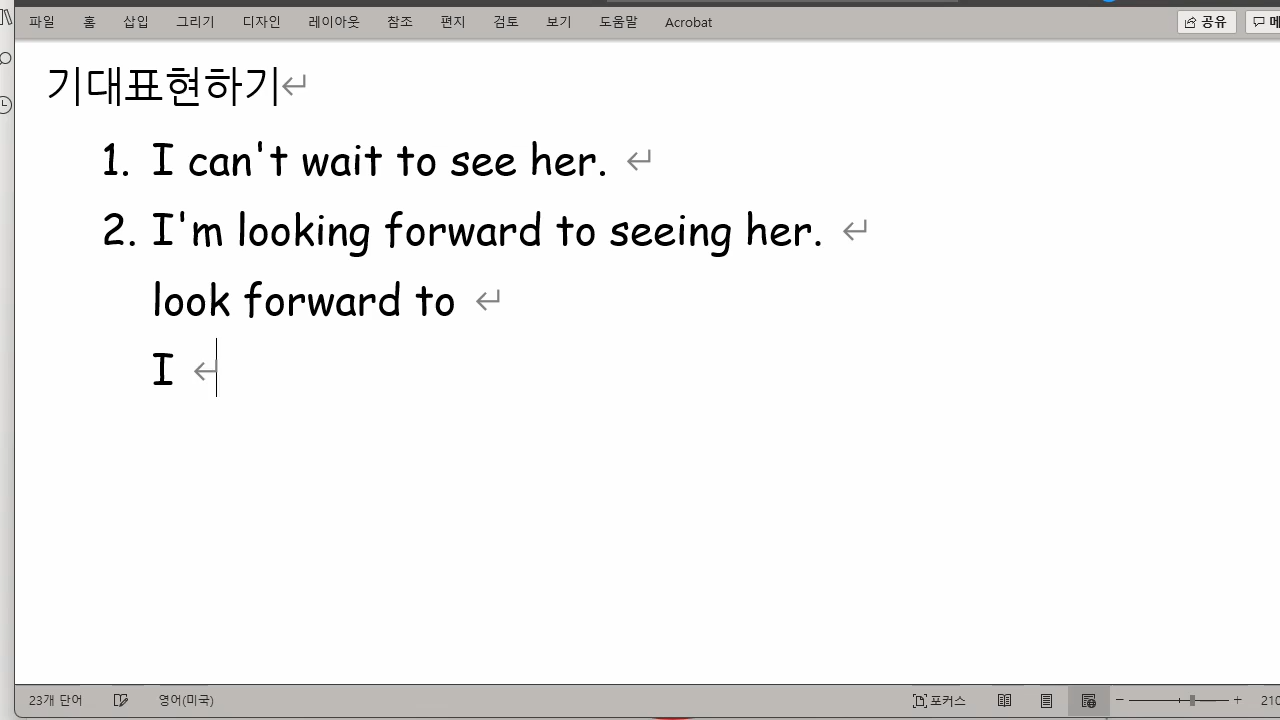 파일 홈 삽입 그리기 디자인 레이아웃 참조 편지 검토 보기 도움말 Acrobat 공유 메
기대표현하기
1. I can't wait to see her.
2. I'm looking forward to seeing her.
look forward to
I
23개 단어 영어(미국) 포커스 210